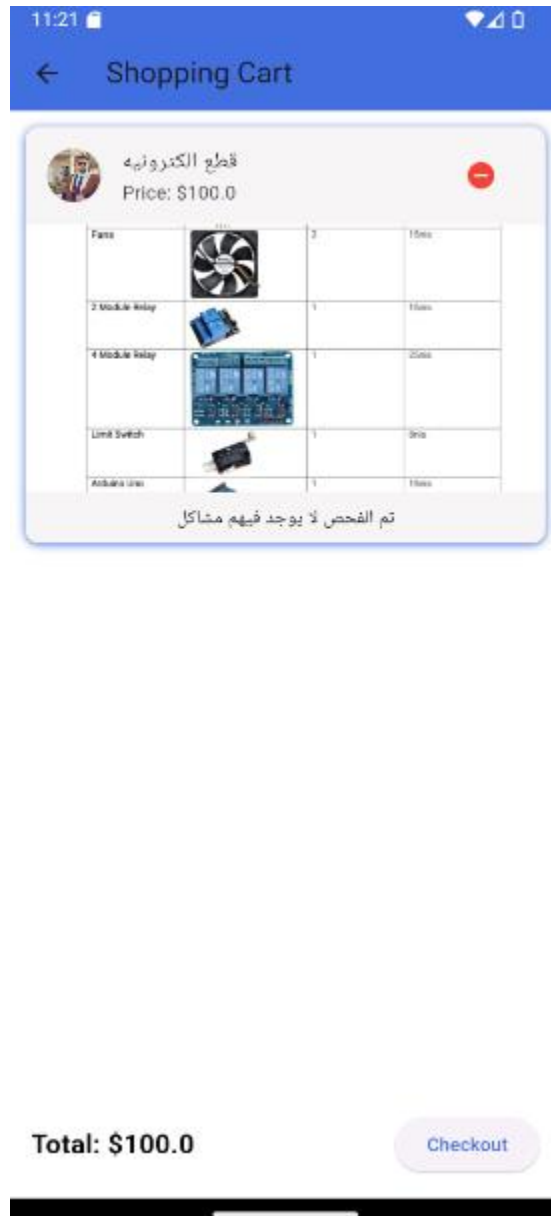 11:21
Shopping Cart
قطع الكترونيه
Price: $100.0
Fans 2
2 Module Relay 1
4 Module Relay 1
Limit Switch 1
Arduino Uno 1
تم الفحص لا يوجد فيهم مشاكل
Total: $100.0
Checkout